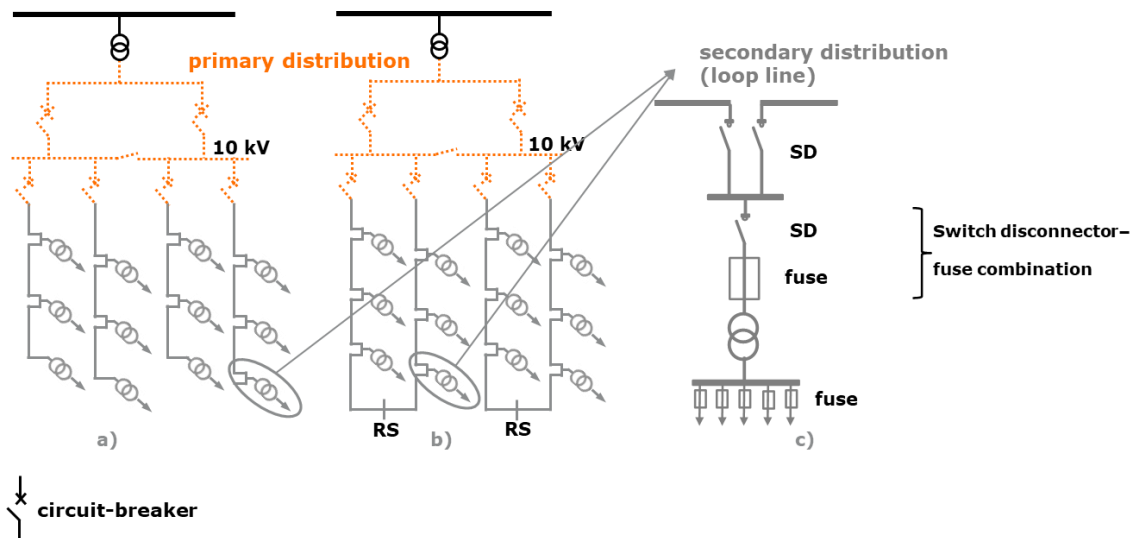 primary distribution
secondary distribution
(loop line)
10 kV
10 kV
SD
SD
Switch disconnector–
fuse combination
fuse
fuse
RS
RS
a)
b)
c)
circuit-breaker